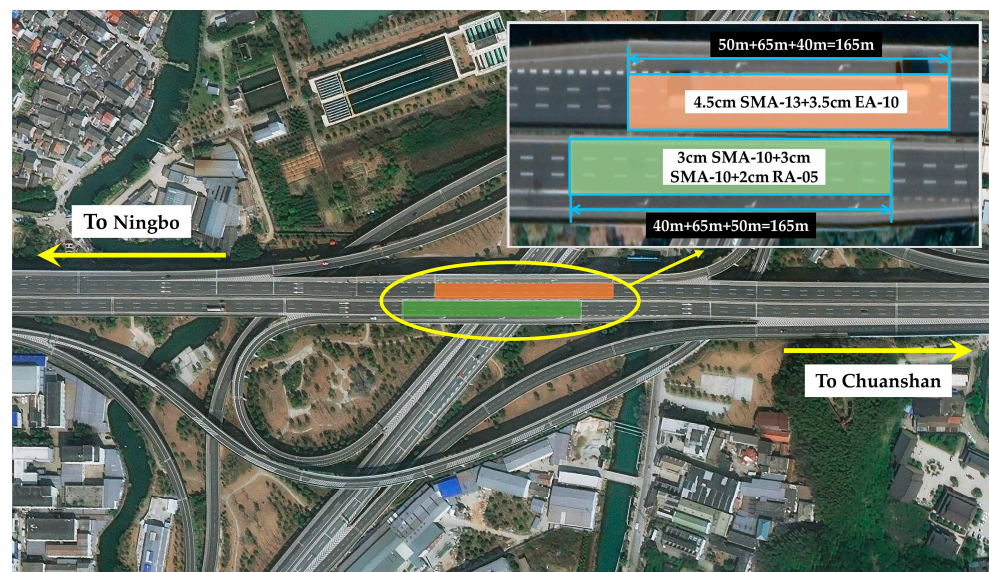 50m+65m+40m=165m
4.5cm SMA-13+3.5cm EA-10
3cm SMA-10+3cm
SMA-10+2cm RA-05
40m+65m+50m=165m
To Ningbo
To Chuanshan